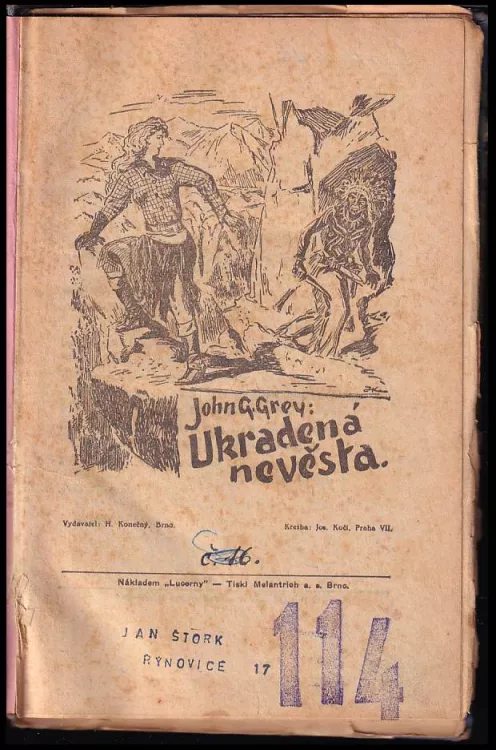 John G. Grey:
Ukradená
nevěsta.
Vydavatel: H. Konečný, Brno.
Kresba: Jos. Kočí, Praha VII.
č. 16.
Nákladem „Lucerny" — Tiskl Melantrich a. s. Brno.
JAN ŠTORK
RÝNOVICE 17
114